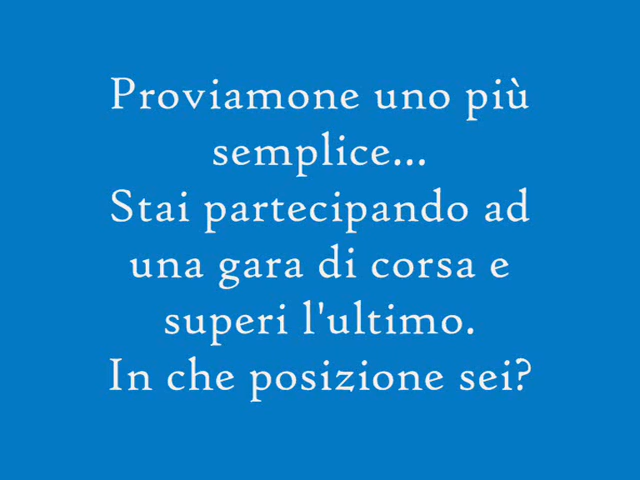 Proviamone uno più
semplice...
Stai partecipando ad
una gara di corsa e
superi l'ultimo.
In che posizione sei?